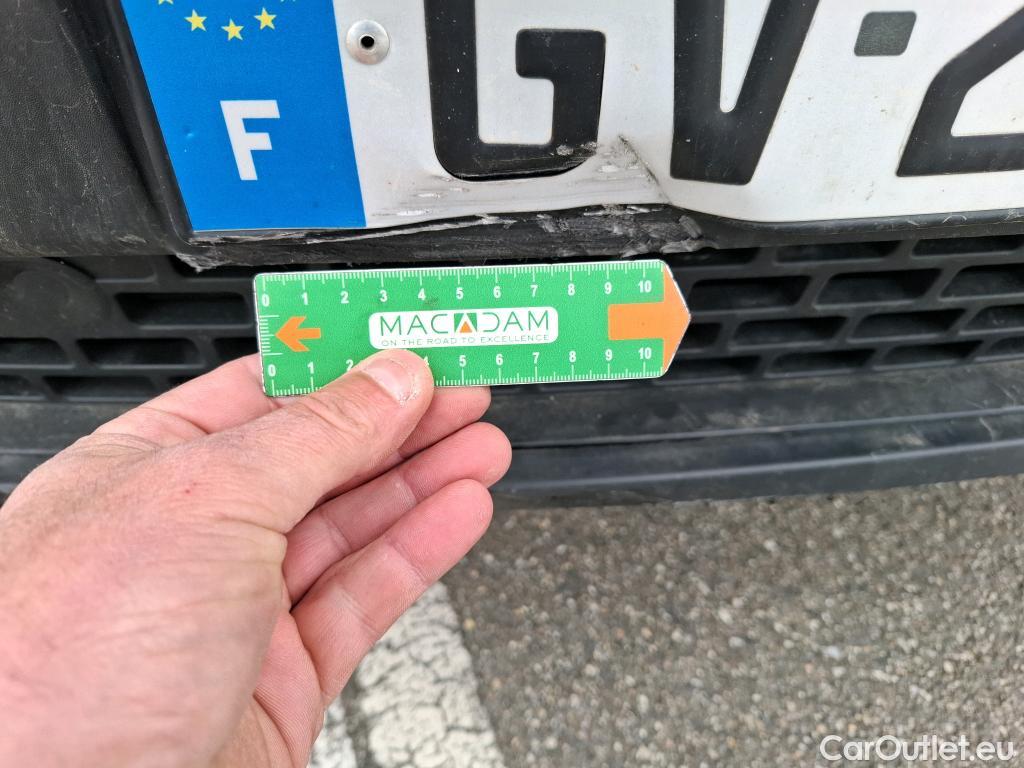 GV-2
F
0 1 2 3 4 5 6 7 8 9 10
MACADAM
ON THE ROAD TO EXCELLENCE
0 1 2 4 5 6 7 8 9 10
CarOutlet.eu